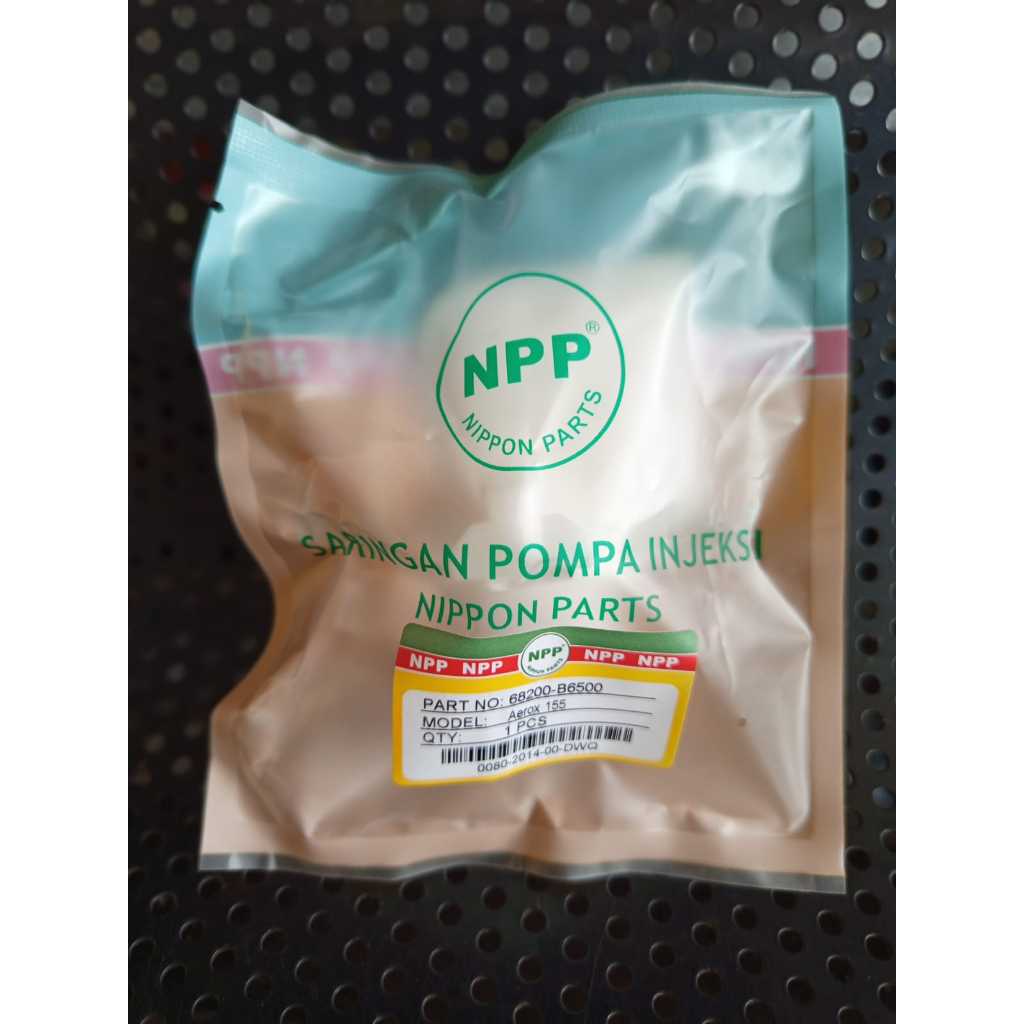 NPP
NPP®
NIPPON PARTS
SARINGAN POMPA INJEKSI
NIPPON PARTS
NPP NPP NPP NPP NPP
PART NO: 68200-B6500
MODEL: Aerox 155
QTY: 1 PCS
0080-2014-00-DWQ